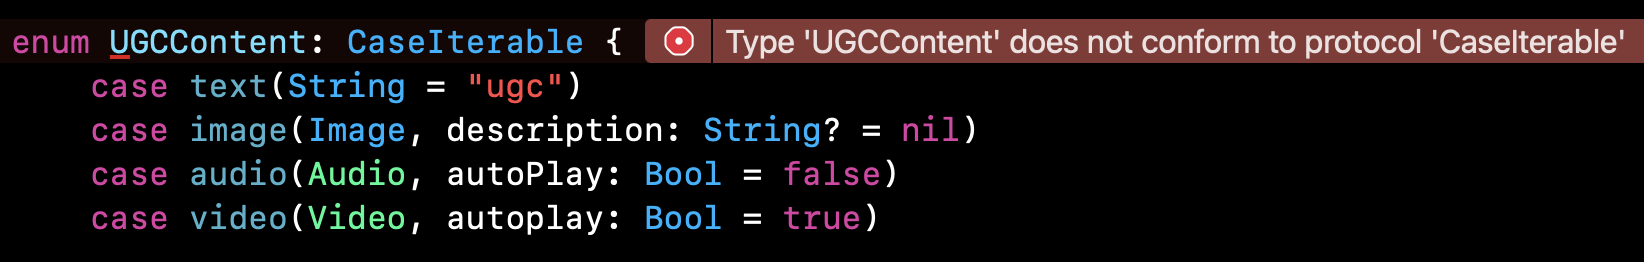 enum UGCContent: CaseIterable { Type 'UGCContent' does not conform to protocol 'CaseIterable'
    case text(String = "ugc")
    case image(Image, description: String? = nil)
    case audio(Audio, autoPlay: Bool = false)
    case video(Video, autoplay: Bool = true)